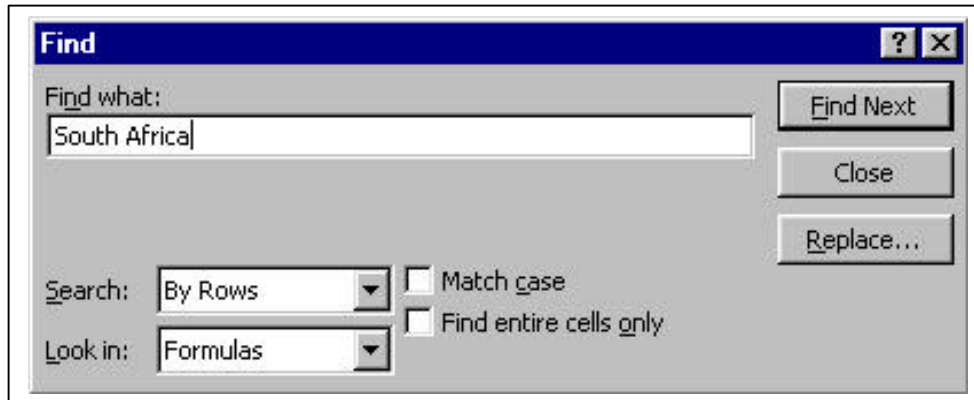 Find
Find what:
South Africa
Find Next
Close
Replace...
Search: By Rows
Match case
Find entire cells only
Look in: Formulas